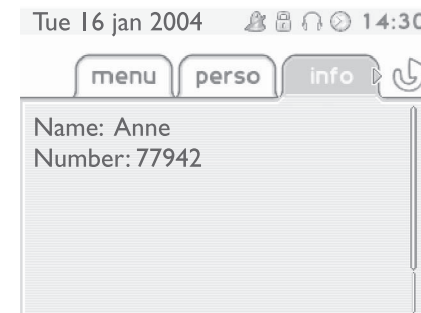 Tue 16 jan 2004 14:30
menu perso info
Name: Anne
Number: 77942